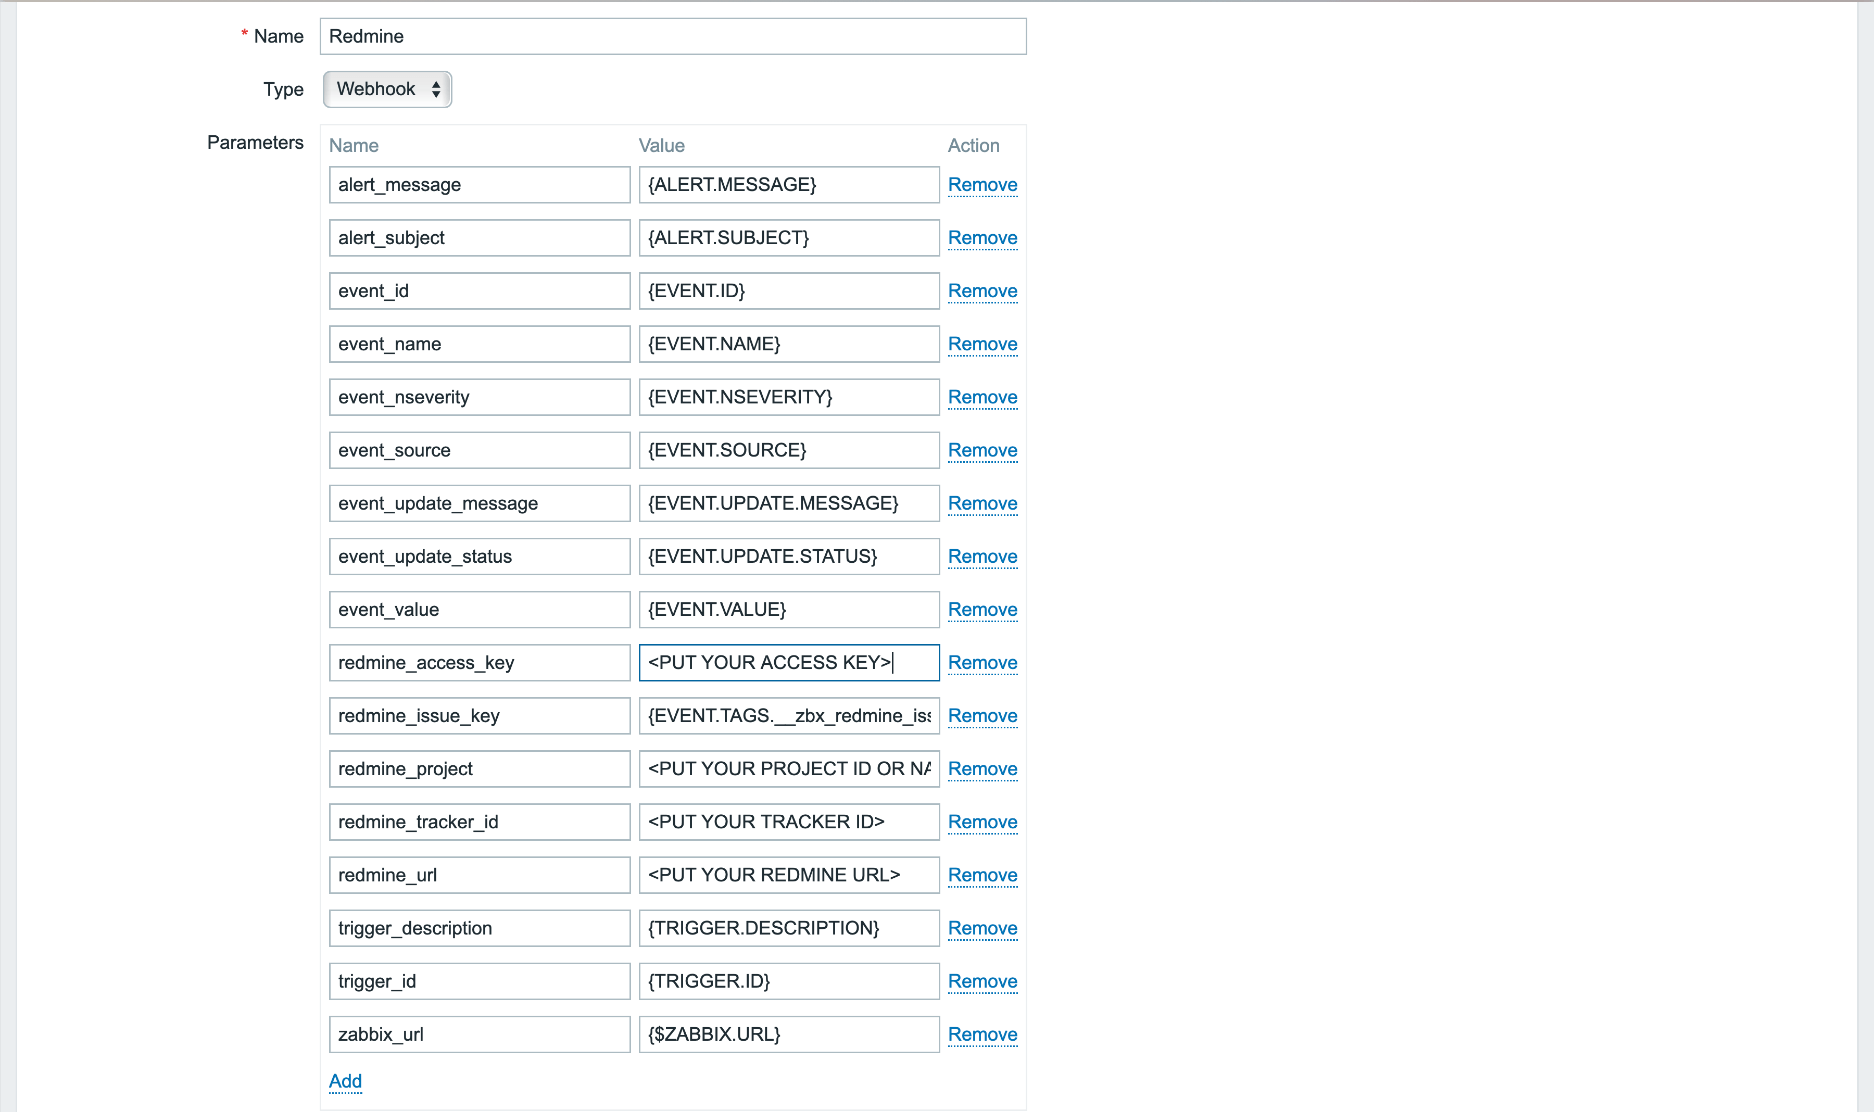 * Name Redmine
Type Webhook
Parameters Name Value Action
alert_message {ALERT.MESSAGE} Remove
alert_subject {ALERT.SUBJECT} Remove
event_id {EVENT.ID} Remove
event_name {EVENT.NAME} Remove
event_nseverity {EVENT.NSEVERITY} Remove
event_source {EVENT.SOURCE} Remove
event_update_message {EVENT.UPDATE.MESSAGE} Remove
event_update_status {EVENT.UPDATE.STATUS} Remove
event_value {EVENT.VALUE} Remove
redmine_access_key <PUT YOUR ACCESS KEY> Remove
redmine_issue_key {EVENT.TAGS.__zbx_redmine_iss Remove
redmine_project <PUT YOUR PROJECT ID OR NA Remove
redmine_tracker_id <PUT YOUR TRACKER ID> Remove
redmine_url <PUT YOUR REDMINE URL> Remove
trigger_description {TRIGGER.DESCRIPTION} Remove
trigger_id {TRIGGER.ID} Remove
zabbix_url {$ZABBIX.URL} Remove
Add